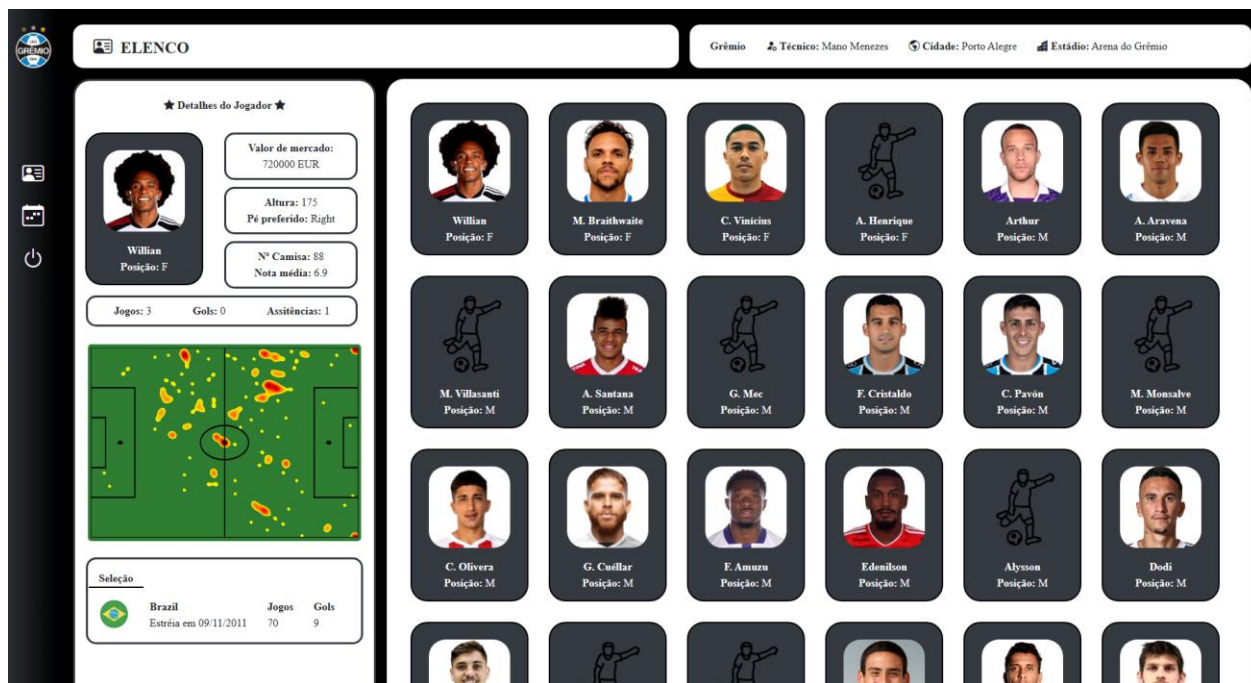 GRÊMIO
ELENCO
Grêmio Técnico: Mano Menezes Cidade: Porto Alegre Estádio: Arena do Grêmio
Detalhes do Jogador
Willian
Posição: F
Valor de mercado:
720000 EUR
Altura: 175
Pé preferido: Right
Nº Camisa: 88
Nota média: 6.9
Jogos: 3 Gols: 0 Assitências: 1
Seleção
Brazil Jogos Gols
Estréia em 09/11/2011 70 9
Willian M. Braithwaite C. Vinícius A. Henrique Arthur A. Aravena
Posição: F Posição: F Posição: F Posição: F Posição: M Posição: M
M. Villasanti A. Santana G. Mec F. Cristaldo C. Pavón M. Monsalve
Posição: M Posição: M Posição: M Posição: M Posição: M Posição: M
C. Olivera G. Cuéllar F. Amuzu Edenilson Alysson Dodi
Posição: M Posição: M Posição: M Posição: M Posição: M Posição: M